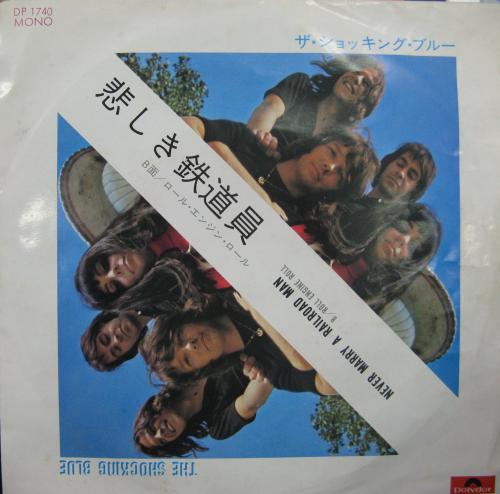 DP 1740
MONO
ザ・ショッキング・ブルー
悲しき鉄道員
B面/ロール・エンジン・ロール
NEVER MARRY A RAILROAD MAN
B/ROLL ENGINE ROLL
THE SHOCKING BLUE
Polydor